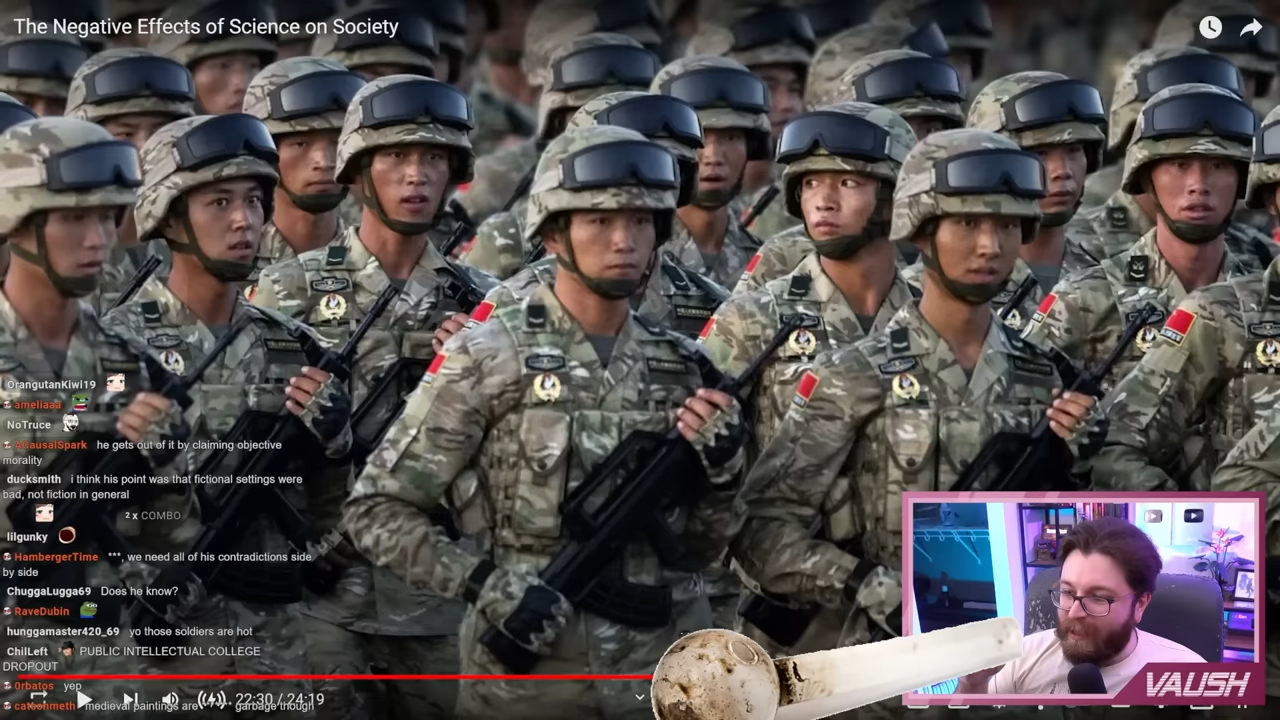 The Negative Effects of Science on Society
OrangutanKiwi19
ameliaaa
NoTruce
AcausalSpark he gets out of it by claiming objective
morality
ducksmith i think his point was that fictional settings were
bad, not fiction in general
2 x COMBO
lilgunky
HambergerTime ***, we need all of his contradictions side
by side
ChuggaLugga69 Does he know?
RaveDubin
hunggamaster420_69 yo those soldiers are hot
ChilLeft PUBLIC INTELLECTUAL COLLEGE
DROPOUT
0rbatos yep
22:30 / 24:19
medieval paintings are garbage though
VAUSH